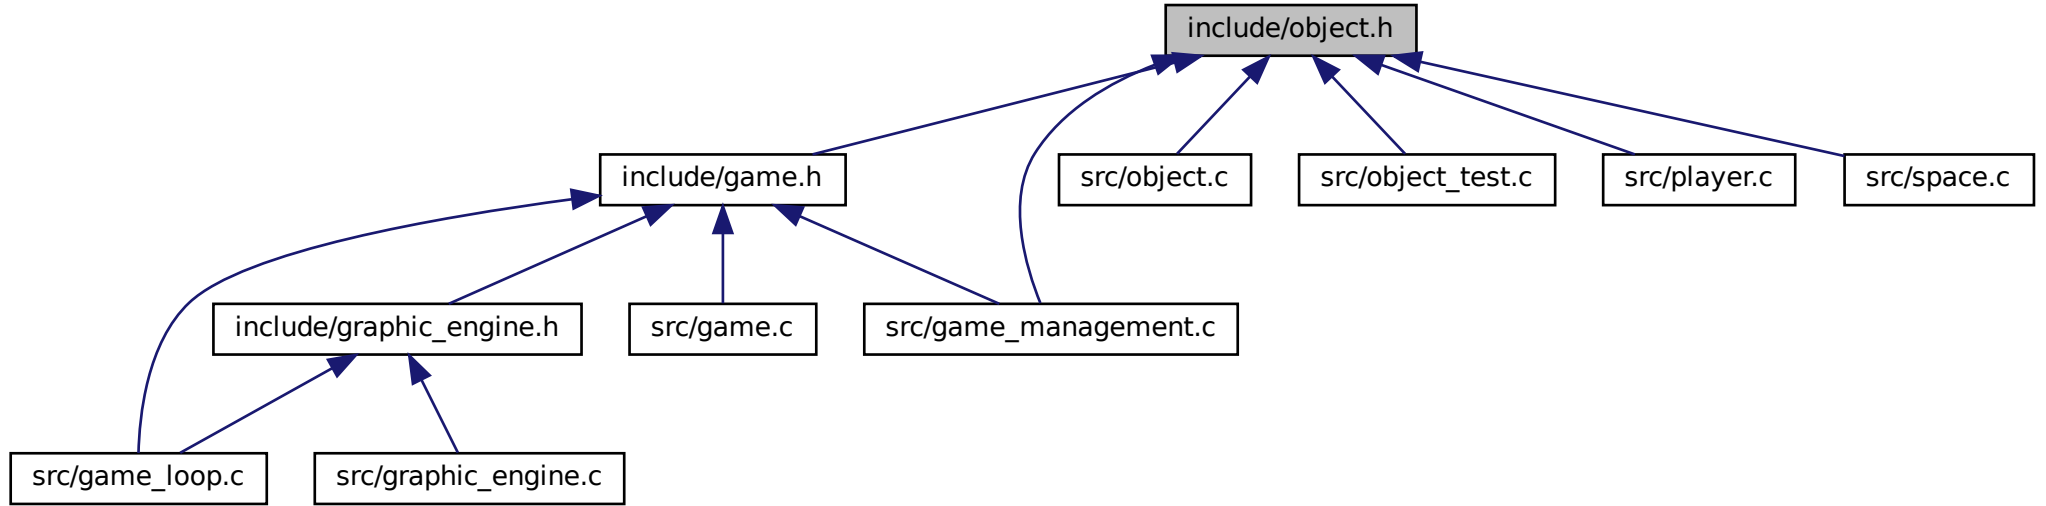 include/object.h
include/game.h
src/object.c
src/object_test.c
src/player.c
src/space.c
include/graphic_engine.h
src/game.c
src/game_management.c
src/game_loop.c
src/graphic_engine.c